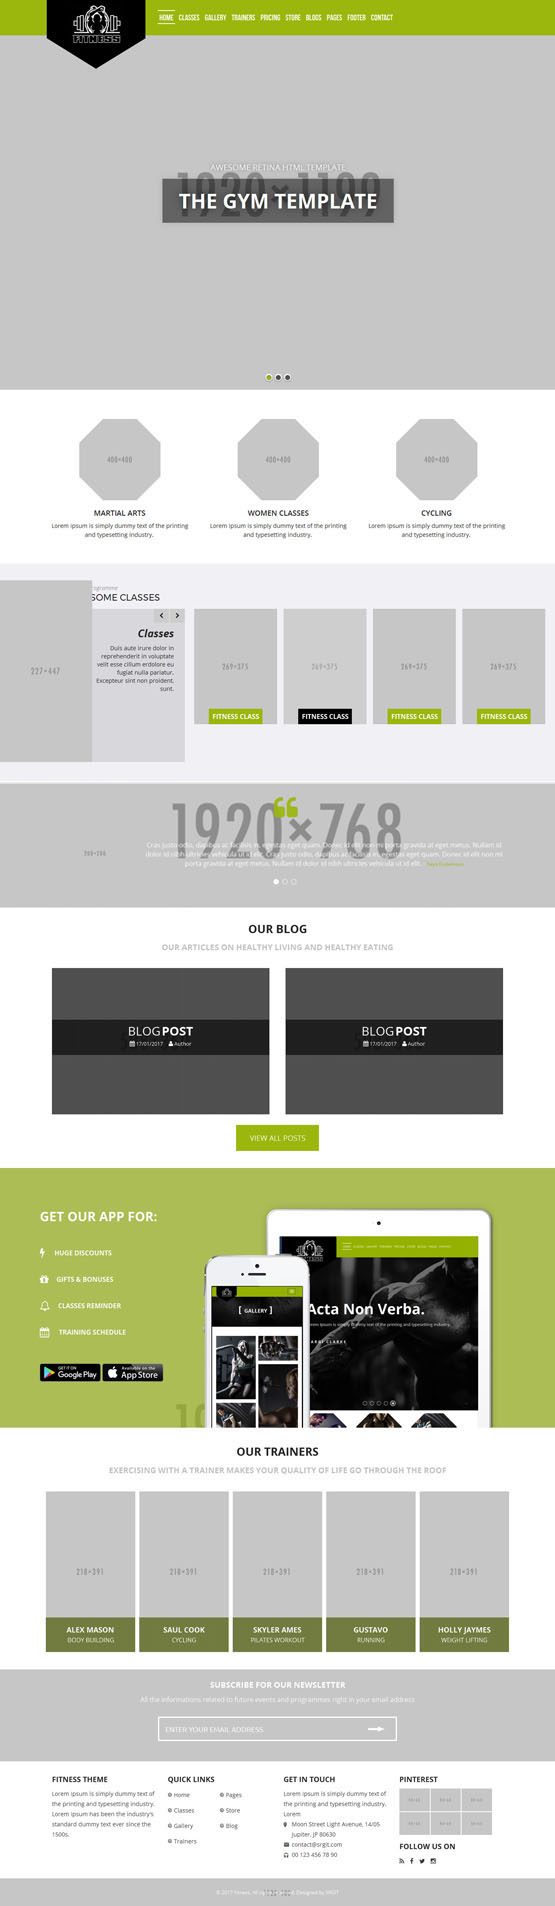 FITNESS
HOME CLASSES GALLERY TRAINERS PRICING STORE BLOGS PAGES FOOTER CONTACT
AWESOME RETINA HTML TEMPLATE
1920×1199
THE GYM TEMPLATE
400×400 400×400 400×400
MARTIAL ARTS WOMEN CLASSES CYCLING
Lorem Ipsum is simply dummy text of the printing Lorem Ipsum is simply dummy text of the printing Lorem Ipsum is simply dummy text of the printing
and typesetting industry. and typesetting industry. and typesetting industry.
ogramme
SOME CLASSES
227×447
Classes
Duis aute irure dolor in
reprehenderit in voluptate
velit esse cillum erdolore eu
fugiat nulla pariatur.
Excepteur sint non proident,
sunt.
269×375 269×375 269×375 269×375
FITNESS CLASS FITNESS CLASS FITNESS CLASS FITNESS CLASS
1920×768
200×200
Cras justo odio, dapibus ac facilisis in, egestas eget quam. Donec id elit non mi porta gravida at eget metus. Nullam id
dolor id nibh ultricies vehicula ut id elit. Cras justo odio, dapibus ac facilisis in, egestas eget quam. Donec id elit non mi
porta gravida at eget metus. Nullam id dolor id nibh ultricies vehicula ut id elit.
OUR BLOG
OUR ARTICLES ON HEALTHY LIVING AND HEALTHY EATING
BLOG POST BLOG POST
17/01/2017 Author 17/01/2017 Author
VIEW ALL POSTS
GET OUR APP FOR:
HUGE DISCOUNTS
GIFTS & BONUSES
CLASSES REMINDER
TRAINING SCHEDULE
GET IT ON
Google Play
Available on the
App Store
[ GALLERY ]
Acta Non Verba.
OUR TRAINERS
EXERCISING WITH A TRAINER MAKES YOUR QUALITY OF LIFE GO THROUGH THE ROOF
218×391 218×391 218×391 218×391 218×391
ALEX MASON SAUL COOK SKYLER AMES GUSTAVO HOLLY JAYMES
BODY BUILDING CYCLING PILATES WORKOUT RUNNING WEIGHT LIFTING
SUBSCRIBE FOR OUR NEWSLETTER
All the informations related to future events and programmes right in your email address
ENTER YOUR EMAIL ADDRESS
FITNESS THEME
Lorem Ipsum is simply dummy text of
the printing and typesetting industry.
Lorem Ipsum has been the industry's
standard dummy text ever since the
1500s.
QUICK LINKS
Home Pages
Classes Store
Gallery Blog
Trainers
GET IN TOUCH
Lorem Ipsum is simply dummy text of
the printing and typesetting industry.
Lorem
Moon Street Light Avenue, 14/05
Jupiter, JP 80630
contact@srgit.com
00 123 456 78 90
PINTEREST
FOLLOW US ON